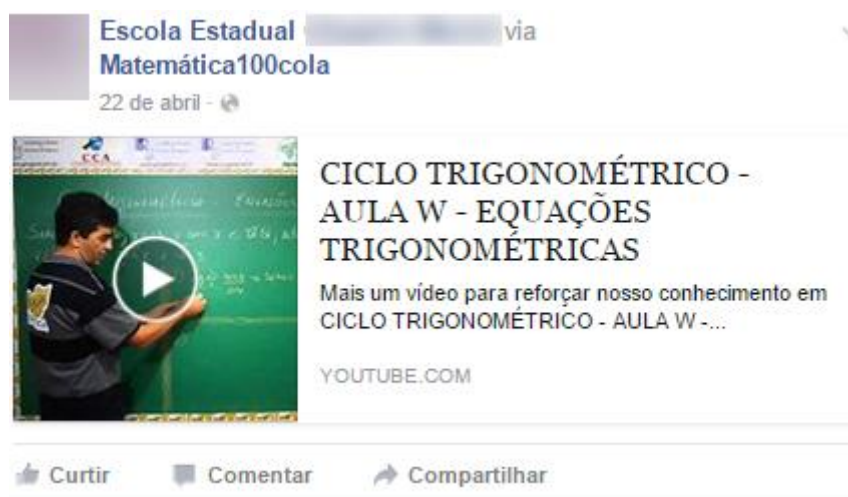 Escola Estadual via
Matemática100cola
22 de abril -
CCA
CICLO TRIGONOMÉTRICO -
AULA W - EQUAÇÕES
TRIGONOMÉTRICAS
Mais um vídeo para reforçar nosso conhecimento em
CICLO TRIGONOMÉTRICO - AULA W -...
YOUTUBE.COM
Curtir Comentar Compartilhar